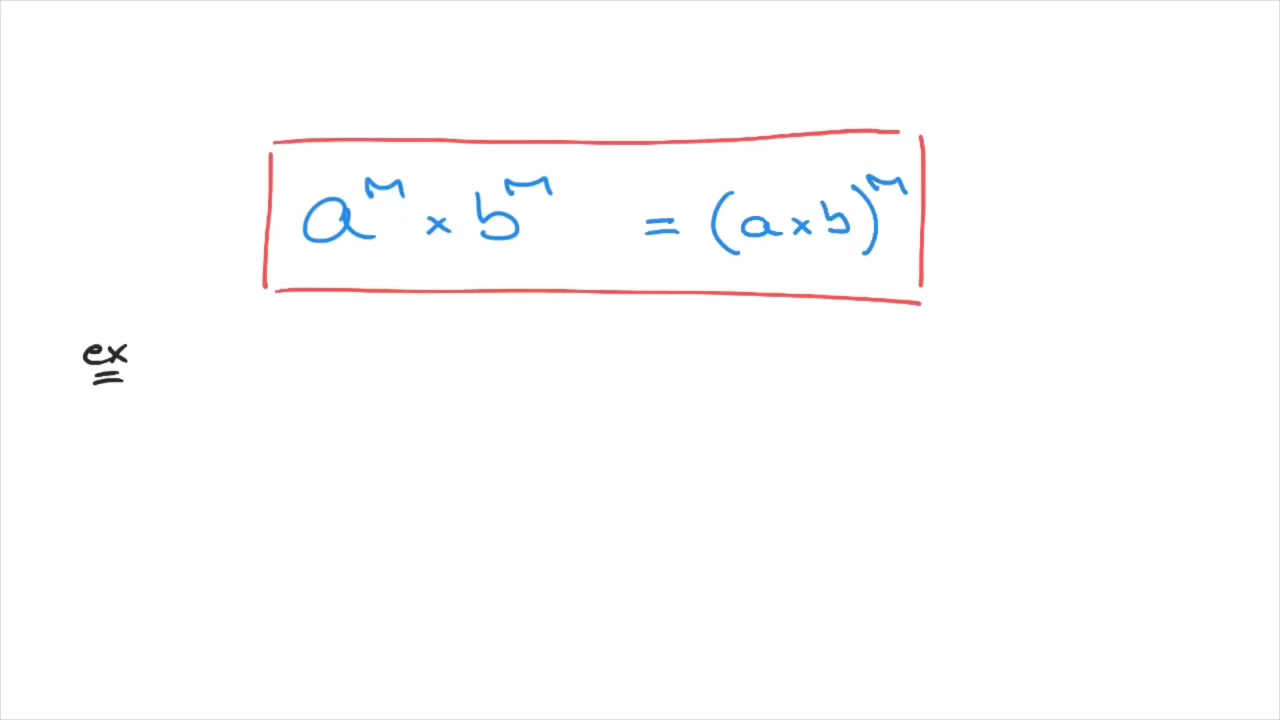 a^m × b^m = (a × b)^m
ex